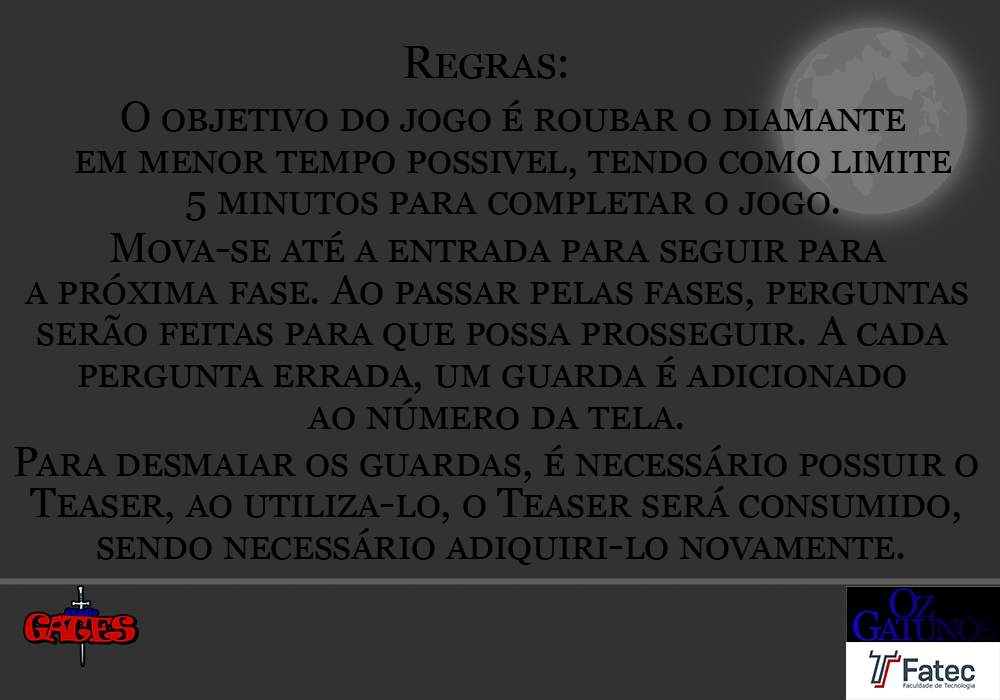 Regras:
O objetivo do jogo é roubar o diamante
em menor tempo possivel, tendo como limite
5 minutos para completar o jogo.
Mova-se até a entrada para seguir para
a próxima fase. Ao passar pelas fases, perguntas
serão feitas para que possa prosseguir. A cada
pergunta errada, um guarda é adicionado
ao número da tela.
Para desmaiar os guardas, é necessário possuir o
Teaser, ao utiliza-lo, o Teaser será consumido,
sendo necessário adiquiri-lo novamente.
GATES
Oz
Gatunos
Fatec
Faculdade de Tecnologia